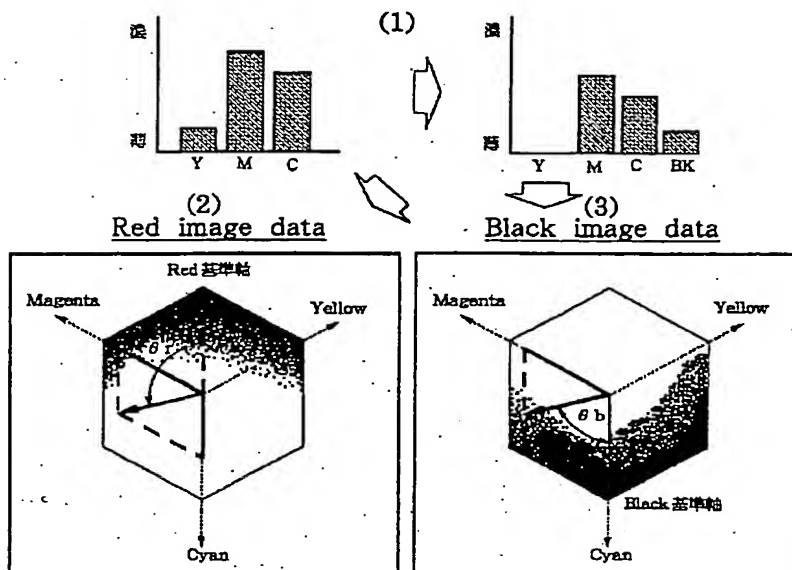 (1)
濃
淡
Y M C
濃
淡
Y M C BK
(2)
Red image data
(3)
Black image data
Red 基準軸
Magenta
Yellow
θ r
Cyan
Magenta
Yellow
θ b
Black 基準軸
Cyan